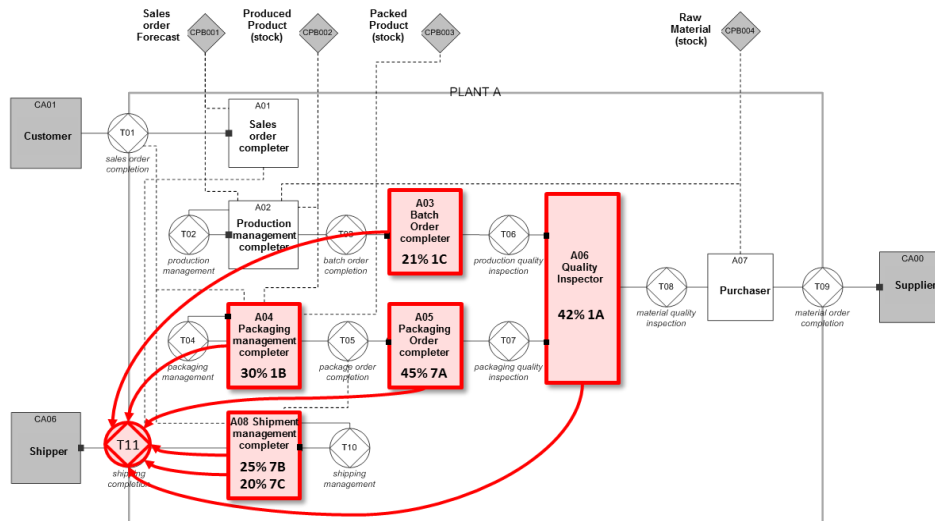 Sales
order
Forecast
CPB001
Produced
Product
(stock)
CPB002
Packed
Product
(stock)
CPB003
Raw
Material
(stock)
CPB004
PLANT A
CA01
Customer
T01
sales order
completion
A01
Sales
order
completer
A02
Production
management
completer
T02
production
management
T03
batch order
completion
A03
Batch
Order
completer
21% 1C
T06
production quality
inspection
A06
Quality
Inspector
42% 1A
T08
material quality
inspection
A07
Purchaser
T09
material order
completion
CA00
Supplier
A04
Packaging
management
completer
30% 1B
T04
packaging
management
T05
package order
completion
A05
Packaging
Order
completer
45% 7A
T07
packaging quality
inspection
CA06
Shipper
T11
shipping
completion
A08 Shipment
management
completer
25% 7B
20% 7C
T10
shipping
management